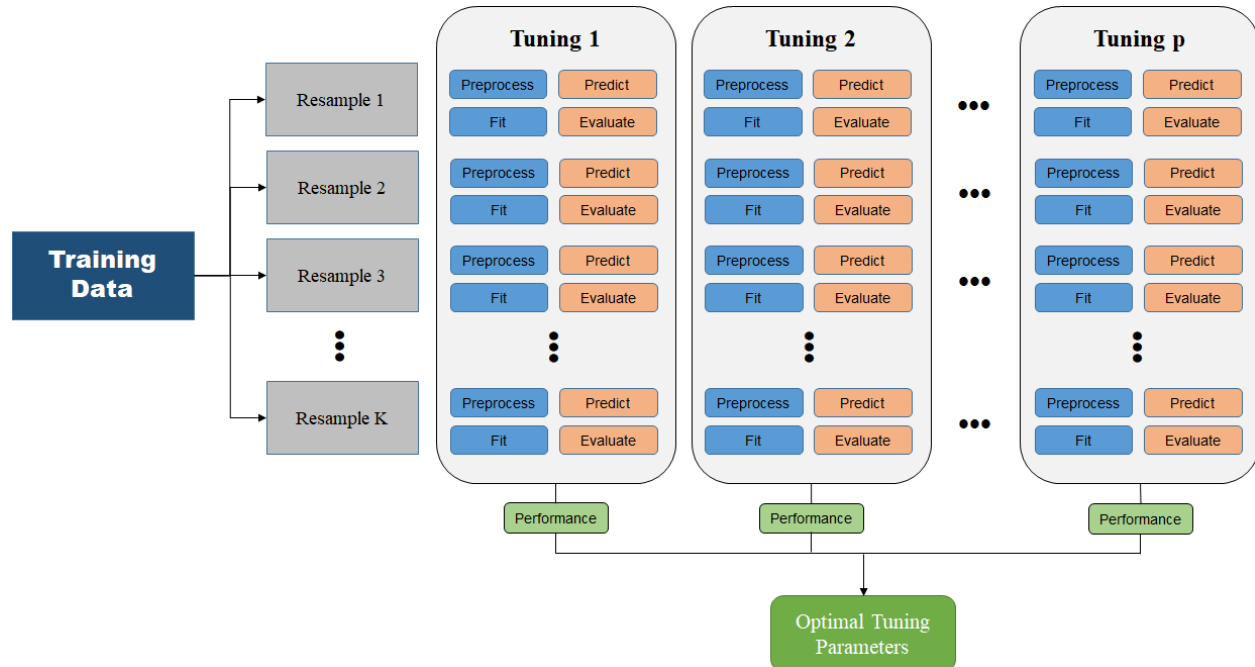 Tuning 1
Tuning 2
Tuning p
Training
Data
Resample 1
Preprocess Predict
Fit Evaluate
Preprocess Predict
Fit Evaluate
•••
Preprocess Predict
Fit Evaluate
Resample 2
Preprocess Predict
Fit Evaluate
Preprocess Predict
Fit Evaluate
•••
Preprocess Predict
Fit Evaluate
Resample 3
Preprocess Predict
Fit Evaluate
Preprocess Predict
Fit Evaluate
•••
Preprocess Predict
Fit Evaluate
Resample K
Preprocess Predict
Fit Evaluate
Preprocess Predict
Fit Evaluate
•••
Preprocess Predict
Fit Evaluate
Performance
Performance
Performance
Optimal Tuning
Parameters